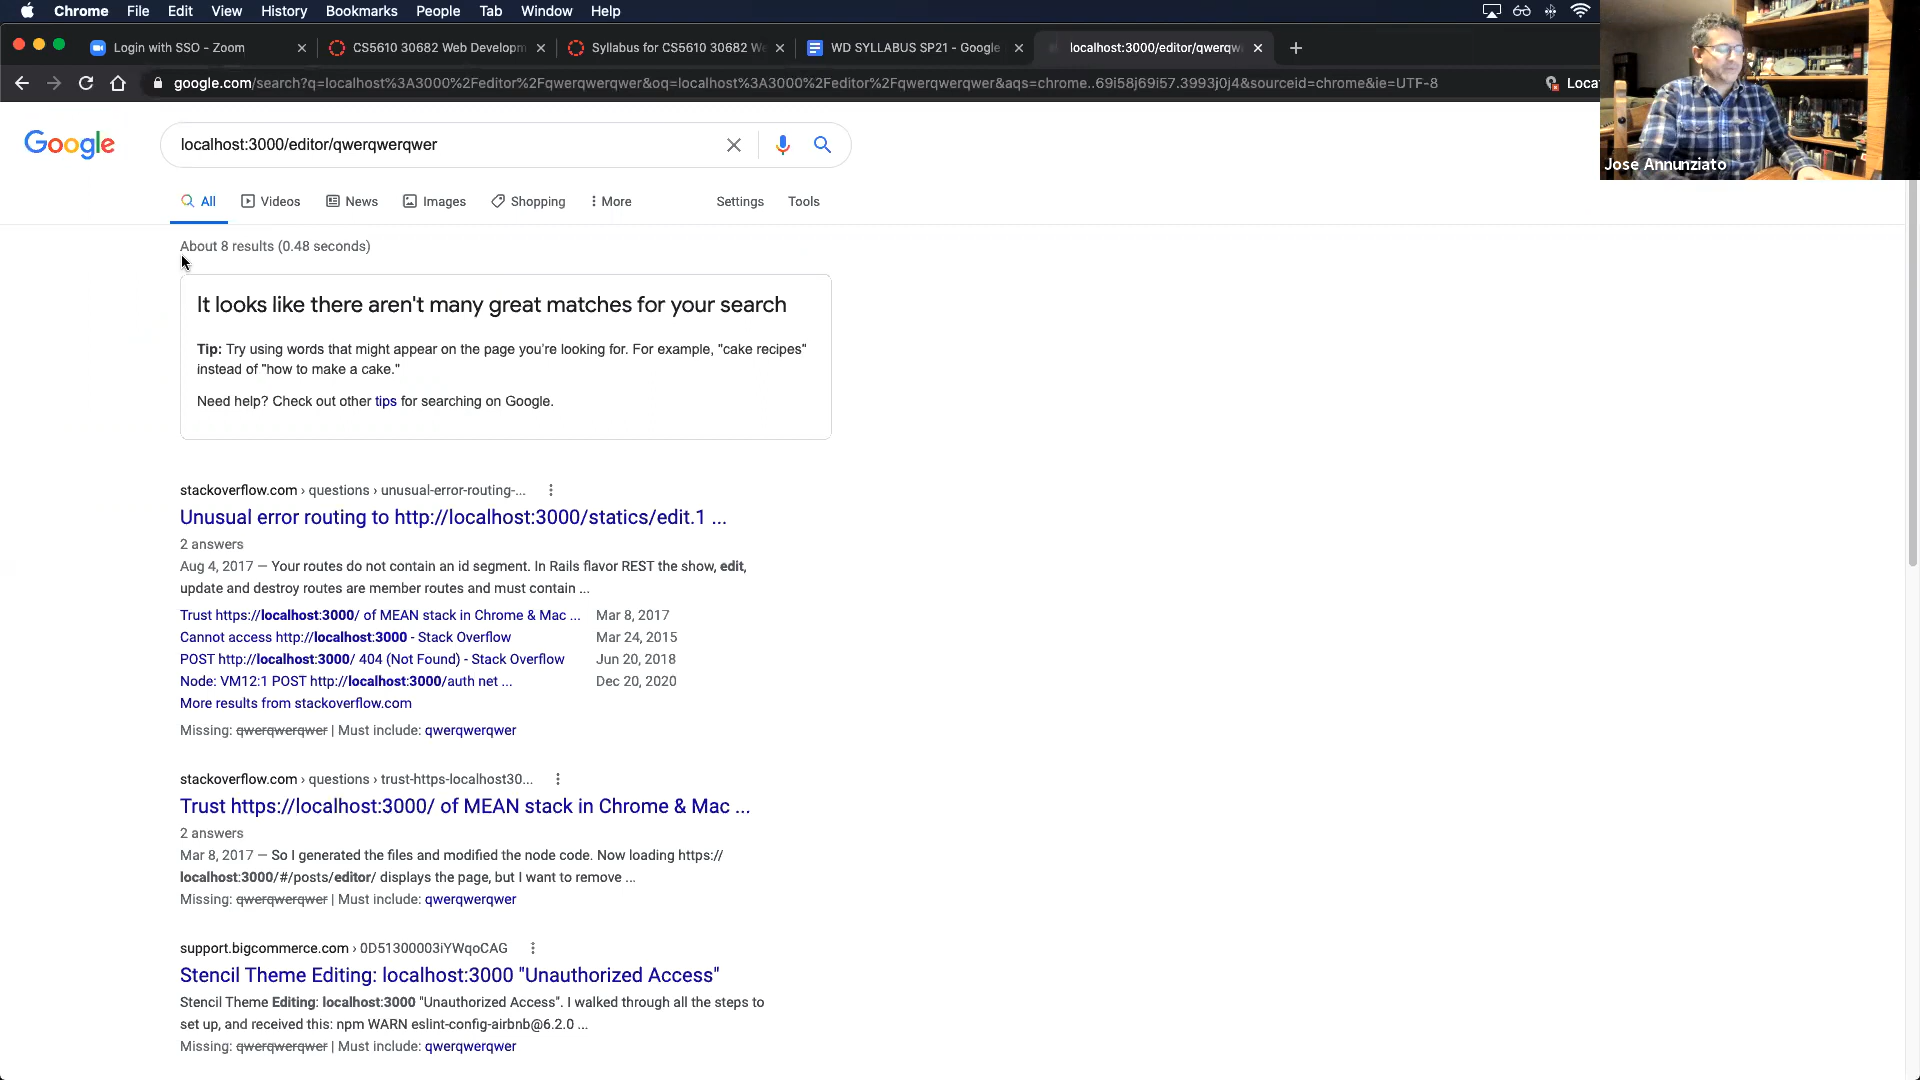 Chrome File Edit View History Bookmarks People Tab Window Help
Login with SSO - Zoom
CS5610 30682 Web Developm
Syllabus for CS5610 30682 W
WD SYLLABUS SP21 - Google
localhost:3000/editor/qwerqw
google.com/search?q=localhost%3A3000%2Feditor%2Fqwerqwerqwer&oq=localhost%3A3000%2Feditor%2Fqwerqwerqwer&aqs=chrome..69i58j69i57.3993j0j4&sourceid=chrome&ie=UTF-8
Loca
Jose Annunziato
Google
localhost:3000/editor/qwerqwerqwer
All Videos News Images Shopping More Settings Tools
About 8 results (0.48 seconds)
It looks like there aren't many great matches for your search
Tip: Try using words that might appear on the page you're looking for. For example, "cake recipes"
instead of "how to make a cake."
Need help? Check out other tips for searching on Google.
stackoverflow.com › questions › unusual-error-routing-...
Unusual error routing to http://localhost:3000/statics/edit.1 ...
2 answers
Aug 4, 2017 — Your routes do not contain an id segment. In Rails flavor REST the show, edit,
update and destroy routes are member routes and must contain ...
Trust https://localhost:3000/ of MEAN stack in Chrome & Mac ... Mar 8, 2017
Cannot access http://localhost:3000 - Stack Overflow Mar 24, 2015
POST http://localhost:3000/ 404 (Not Found) - Stack Overflow Jun 20, 2018
Node: VM12:1 POST http://localhost:3000/auth net ... Dec 20, 2020
More results from stackoverflow.com
Missing: qwerqwerqwer | Must include: qwerqwerqwer
stackoverflow.com › questions › trust-https-localhost30...
Trust https://localhost:3000/ of MEAN stack in Chrome & Mac ...
2 answers
Mar 8, 2017 — So I generated the files and modified the node code. Now loading https://
localhost:3000/#/posts/editor/ displays the page, but I want to remove ...
Missing: qwerqwerqwer | Must include: qwerqwerqwer
support.bigcommerce.com › 0D51300003iYWqoCAG
Stencil Theme Editing: localhost:3000 "Unauthorized Access"
Stencil Theme Editing: localhost:3000 "Unauthorized Access". I walked through all the steps to
set up, and received this: npm WARN eslint-config-airbnb@6.2.0 ...
Missing: qwerqwerqwer | Must include: qwerqwerqwer